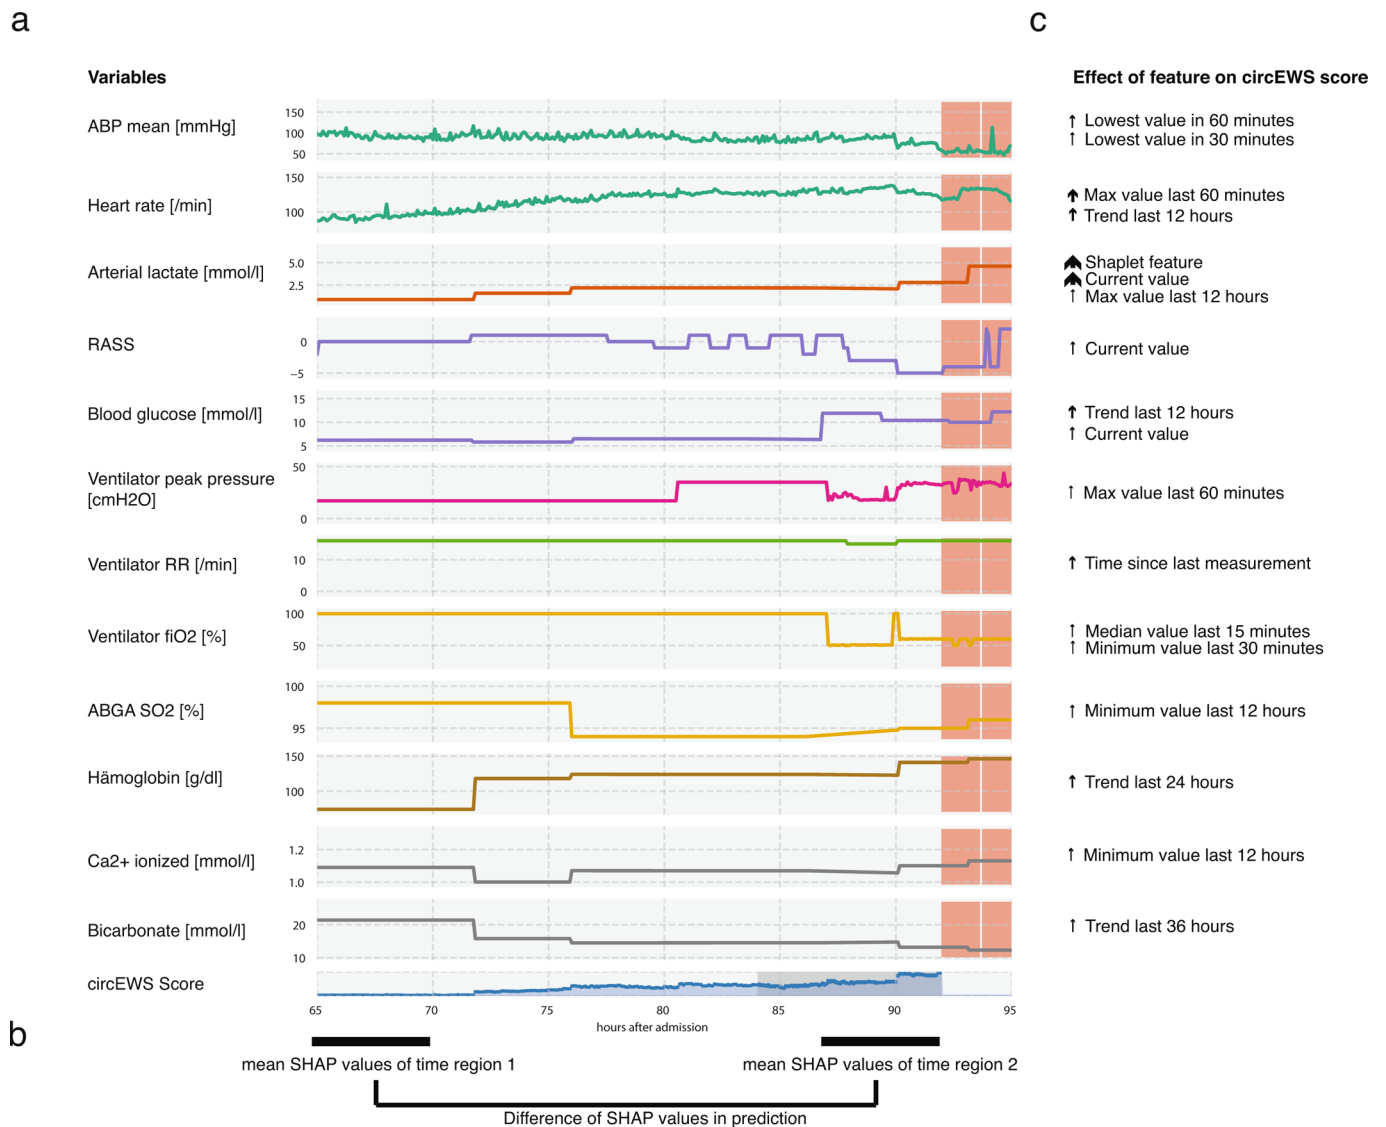 a
c
Variables
Effect of feature on circEWS score
ABP mean [mmHg]
150
100
50
↑ Lowest value in 60 minutes
↑ Lowest value in 30 minutes
Heart rate [/min]
150
100
↑ Max value last 60 minutes
↑ Trend last 12 hours
Arterial lactate [mmol/l]
5.0
2.5
Shaplet feature
Current value
↑ Max value last 12 hours
RASS
0
−5
↑ Current value
Blood glucose [mmol/l]
15
10
5
↑ Trend last 12 hours
↑ Current value
Ventilator peak pressure
[cmH2O]
50
0
↑ Max value last 60 minutes
Ventilator RR [/min]
10
0
↑ Time since last measurement
Ventilator fiO2 [%]
100
50
↑ Median value last 15 minutes
↑ Minimum value last 30 minutes
ABGA SO2 [%]
100
95
↑ Minimum value last 12 hours
Hämoglobin [g/dl]
150
100
↑ Trend last 24 hours
Ca2+ ionized [mmol/l]
1.2
1.0
↑ Minimum value last 12 hours
Bicarbonate [mmol/l]
20
10
↑ Trend last 36 hours
circEWS Score
65 70 75 80 85 90 95
hours after admission
b
mean SHAP values of time region 1
mean SHAP values of time region 2
Difference of SHAP values in prediction